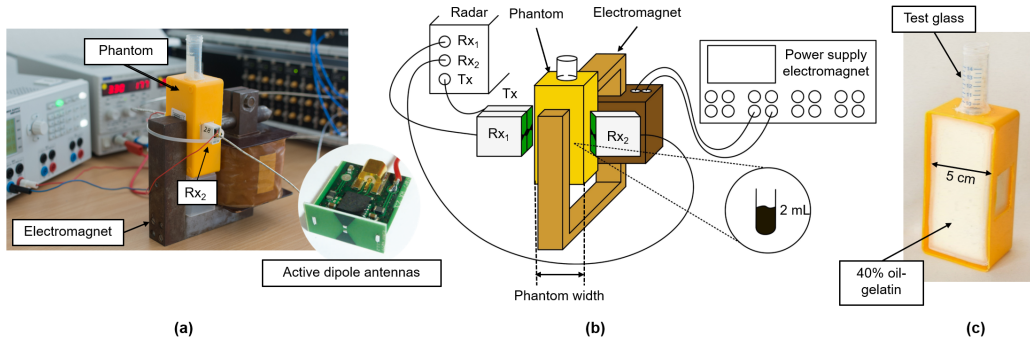 Phantom
Rx2
Electromagnet
Active dipole antennas
(a)
Radar
Rx1
Rx2
Tx
Phantom
Electromagnet
Tx
Rx1
Rx2
Power supply
electromagnet
2 mL
Phantom width
(b)
Test glass
5 cm
40% oil-
gelatin
(c)